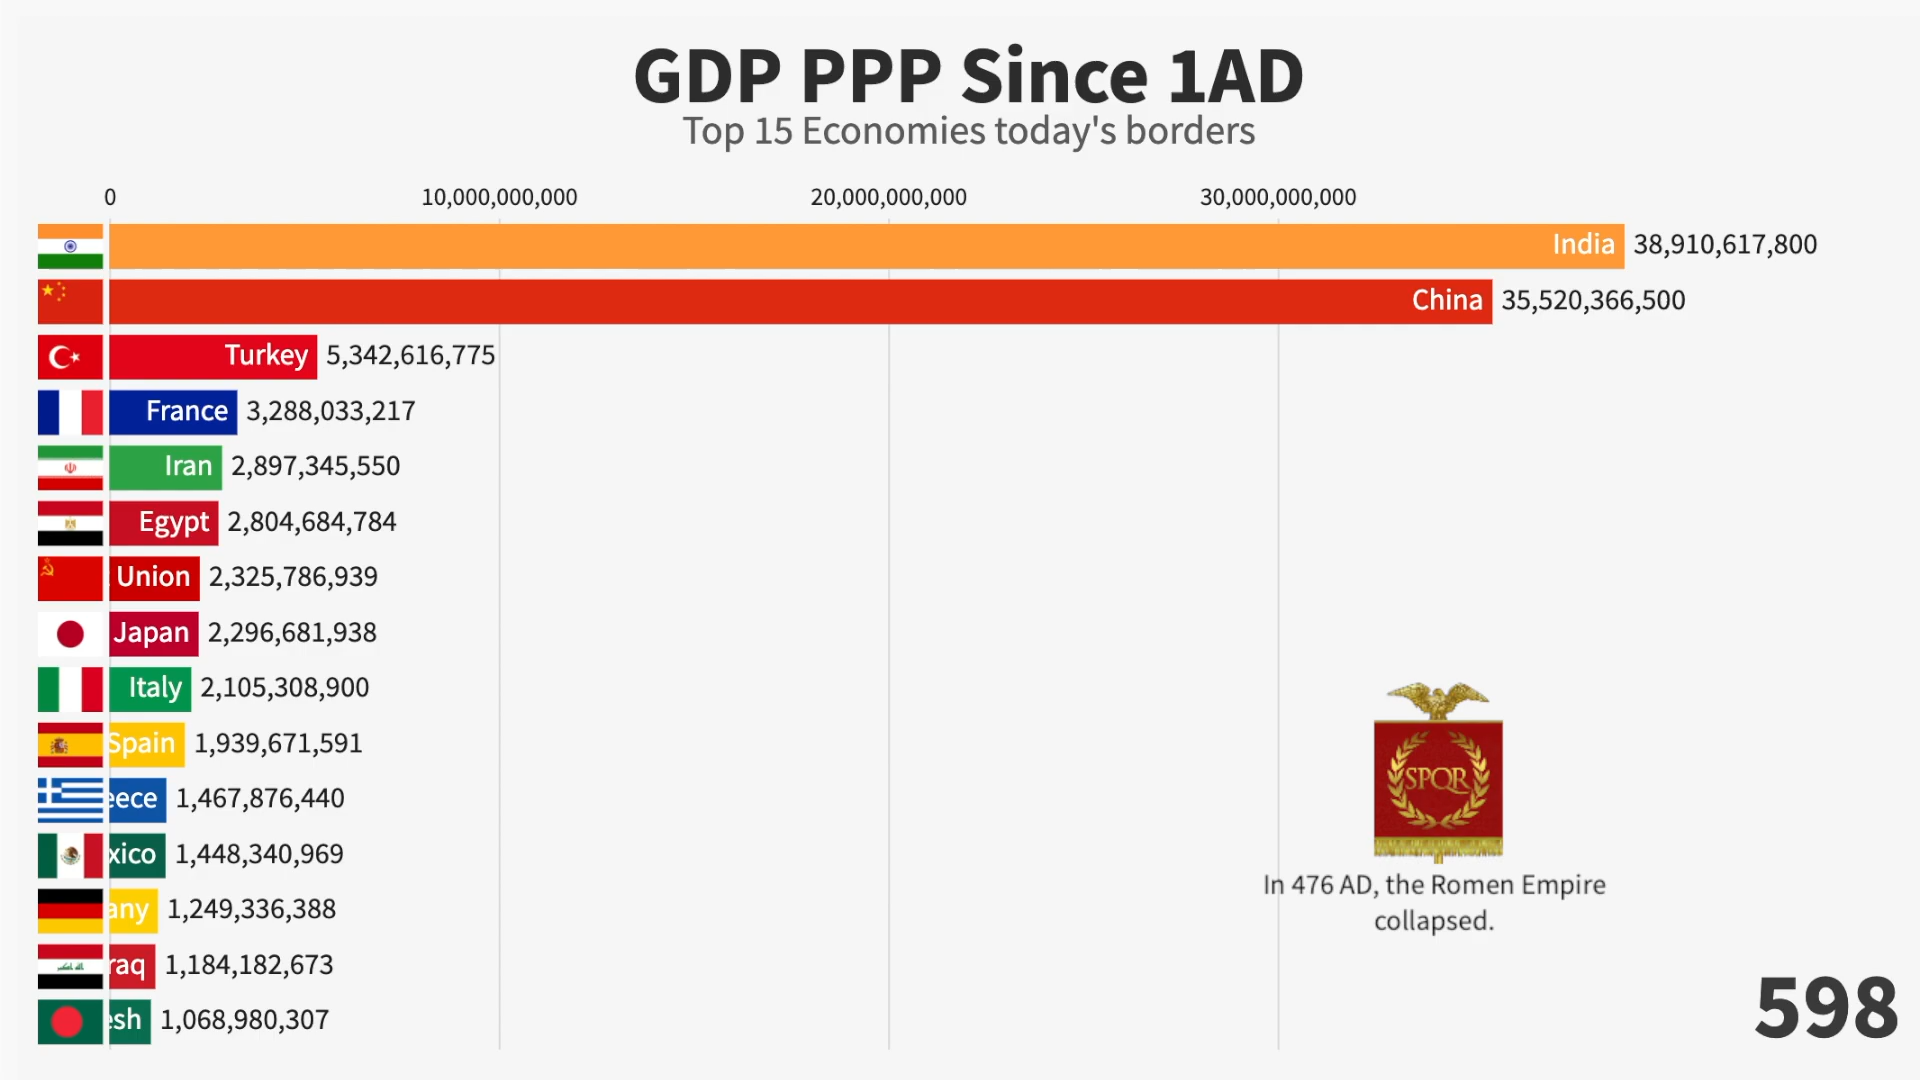 GDP PPP Since 1AD
Top 15 Economies today's borders
0 10,000,000,000 20,000,000,000 30,000,000,000
India 38,910,617,800
China 35,520,366,500
Turkey 5,342,616,775
France 3,288,033,217
Iran 2,897,345,550
Egypt 2,804,684,784
Union 2,325,786,939
Japan 2,296,681,938
Italy 2,105,308,900
Spain 1,939,671,591
eece 1,467,876,440
xico 1,448,340,969
any 1,249,336,388
raq 1,184,182,673
esh 1,068,980,307
SPQR
In 476 AD, the Romen Empire
collapsed.
598